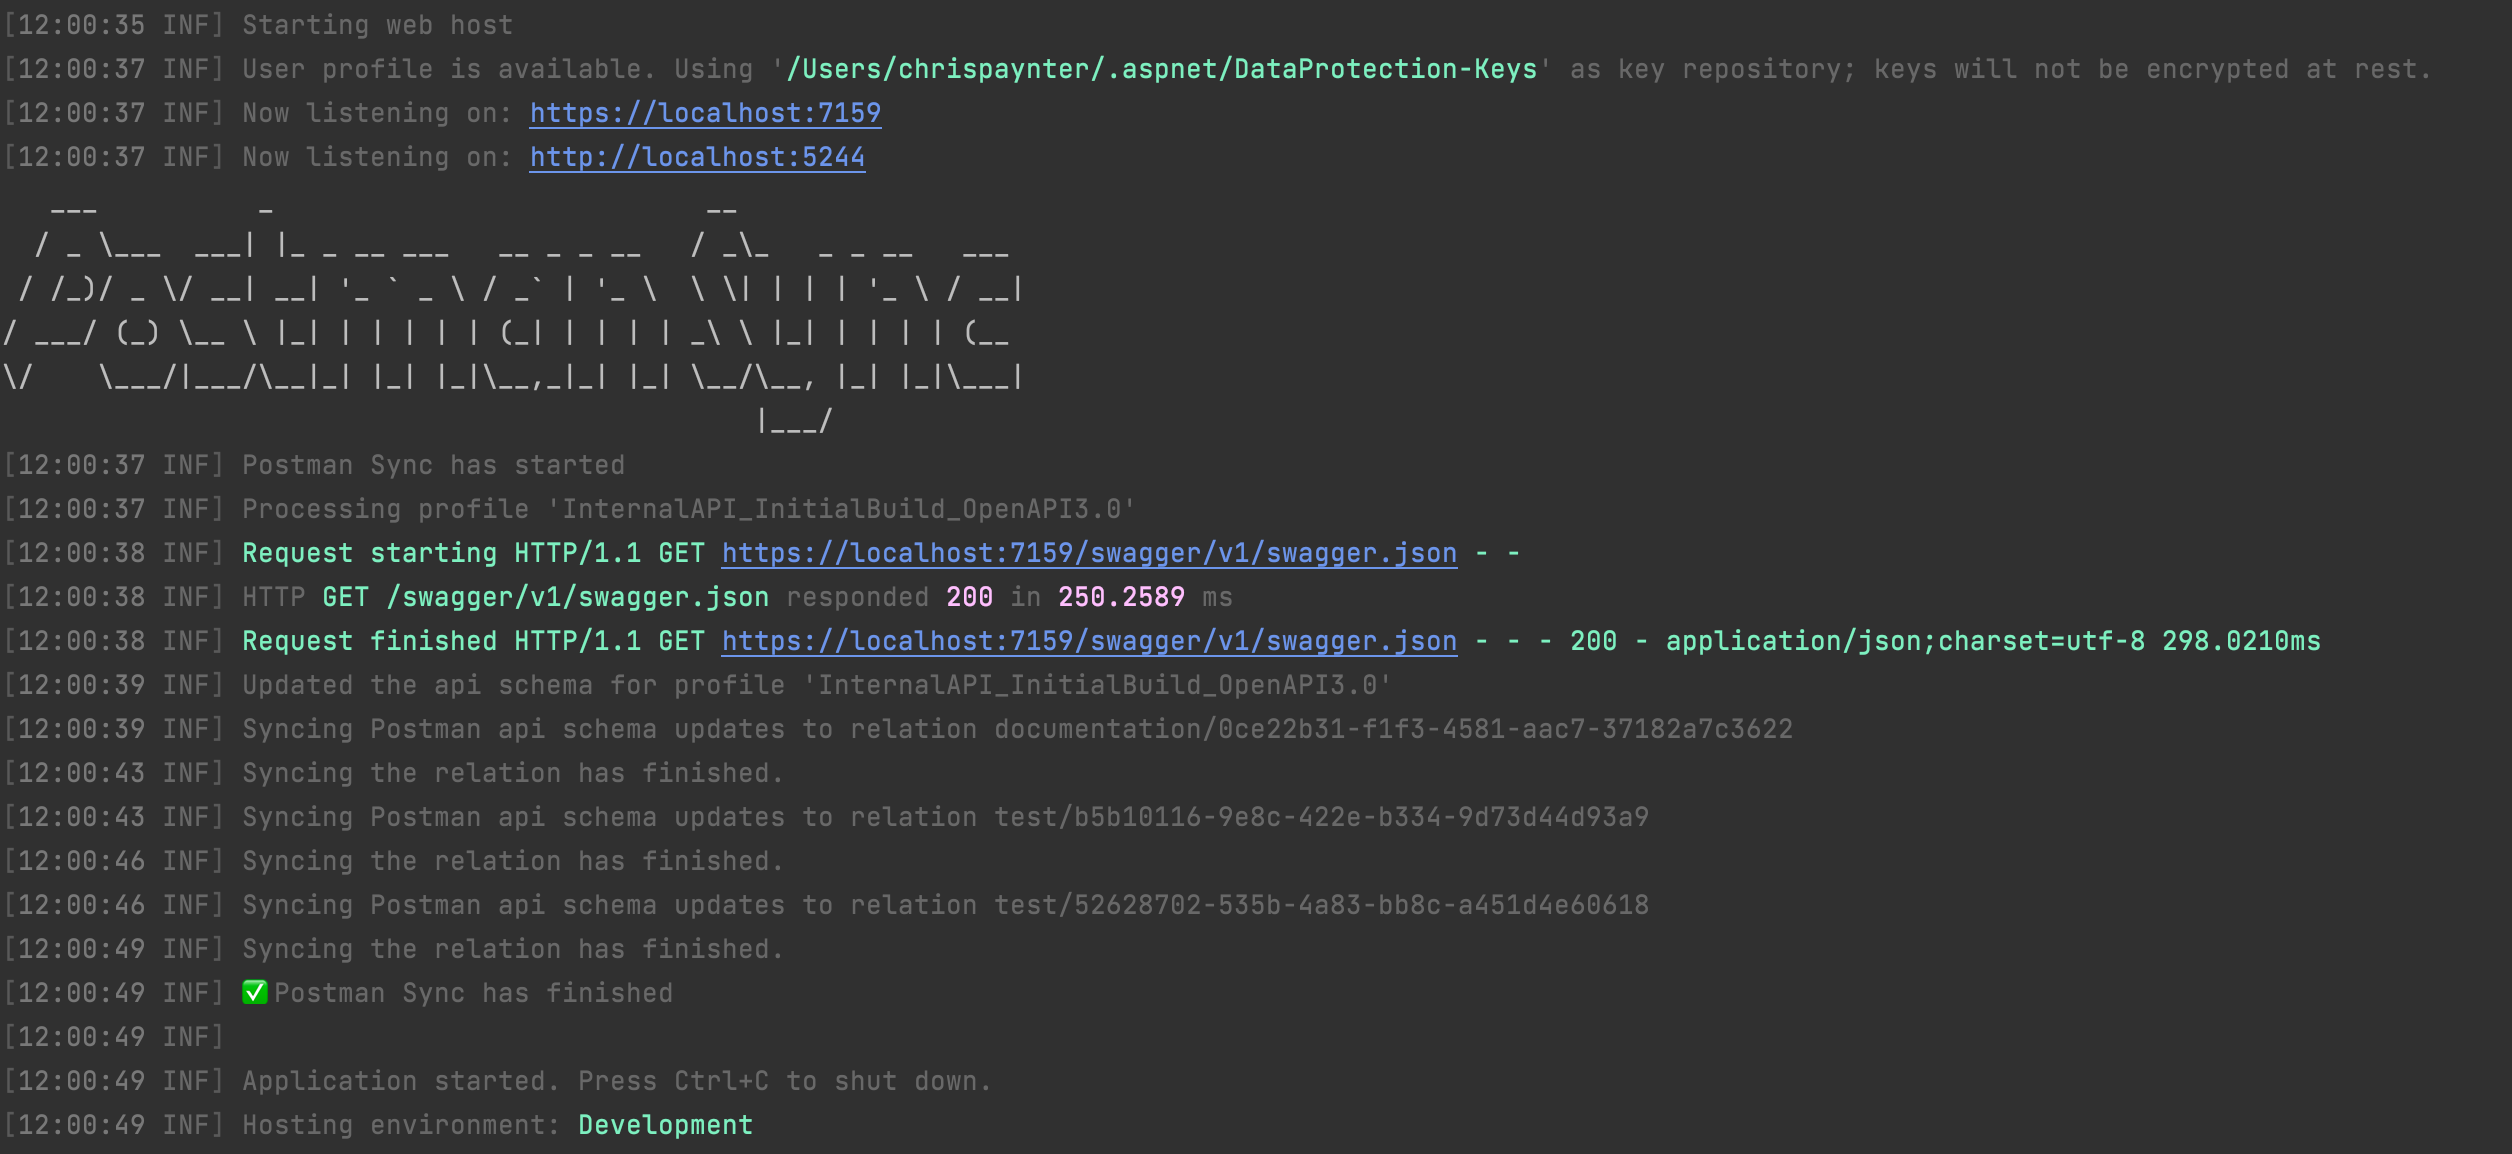 [12:00:35 INF] Starting web host
[12:00:37 INF] User profile is available. Using '/Users/chrispaynter/.aspnet/DataProtection-Keys' as key repository; keys will not be encrypted at rest.
[12:00:37 INF] Now listening on: https://localhost:7159
[12:00:37 INF] Now listening on: http://localhost:5244
   ___          _                           __
  / _ \___  ___| |_ _ __ ___   __ _ _ __   / _\_   _ _ __   ___
 / /_)/ _ \/ __| __| '_ ` _ \ / _` | '_ \  \ \| | | | '_ \ / __|
/ ___/ (_) \__ \ |_| | | | | | (_| | | | | _\ \ |_| | | | | (__
\/    \___/|___/\__|_| |_| |_|\__,_|_| |_| \__/\__, |_| |_|\___|
                                               |___/
[12:00:37 INF] Postman Sync has started
[12:00:37 INF] Processing profile 'InternalAPI_InitialBuild_OpenAPI3.0'
[12:00:38 INF] Request starting HTTP/1.1 GET https://localhost:7159/swagger/v1/swagger.json - -
[12:00:38 INF] HTTP GET /swagger/v1/swagger.json responded 200 in 250.2589 ms
[12:00:38 INF] Request finished HTTP/1.1 GET https://localhost:7159/swagger/v1/swagger.json - - - 200 - application/json;charset=utf-8 298.0210ms
[12:00:39 INF] Updated the api schema for profile 'InternalAPI_InitialBuild_OpenAPI3.0'
[12:00:39 INF] Syncing Postman api schema updates to relation documentation/0ce22b31-f1f3-4581-aac7-37182a7c3622
[12:00:43 INF] Syncing the relation has finished.
[12:00:43 INF] Syncing Postman api schema updates to relation test/b5b10116-9e8c-422e-b334-9d73d44d93a9
[12:00:46 INF] Syncing the relation has finished.
[12:00:46 INF] Syncing Postman api schema updates to relation test/52628702-535b-4a83-bb8c-a451d4e60618
[12:00:49 INF] Syncing the relation has finished.
[12:00:49 INF] ✅Postman Sync has finished
[12:00:49 INF]
[12:00:49 INF] Application started. Press Ctrl+C to shut down.
[12:00:49 INF] Hosting environment: Development